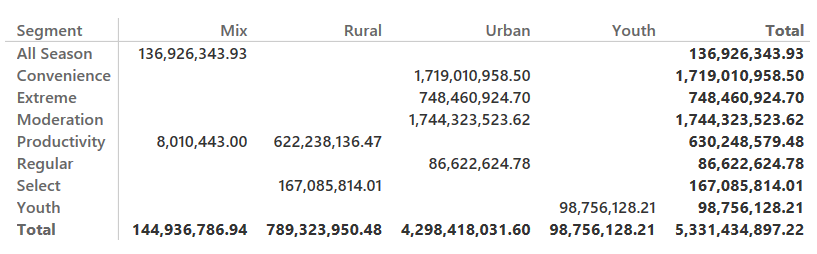 Segment Mix Rural Urban Youth Total
All Season 136,926,343.93 136,926,343.93
Convenience 1,719,010,958.50 1,719,010,958.50
Extreme 748,460,924.70 748,460,924.70
Moderation 1,744,323,523.62 1,744,323,523.62
Productivity 8,010,443.00 622,238,136.47 630,248,579.48
Regular 86,622,624.78 86,622,624.78
Select 167,085,814.01 167,085,814.01
Youth 98,756,128.21 98,756,128.21
Total 144,936,786.94 789,323,950.48 4,298,418,031.60 98,756,128.21 5,331,434,897.22